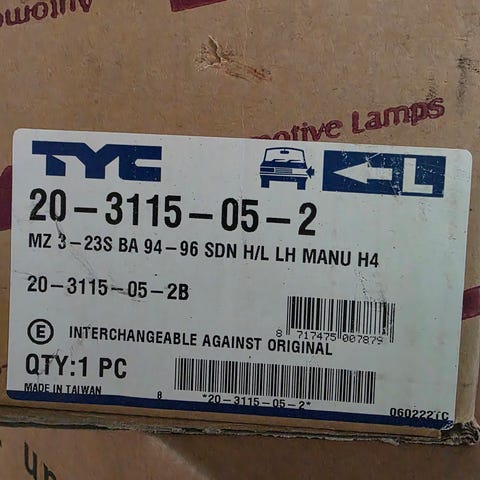 Automotive Lamps
TYC
L
20-3115-05-2
MZ 3-23S BA 94-96 SDN H/L LH MANU H4
20-3115-05-2B
8 717475 007879
E INTERCHANGEABLE AGAINST ORIGINAL
QTY:1 PC
MADE IN TAIWAN
8 *20-3115-05-2*
060222TC